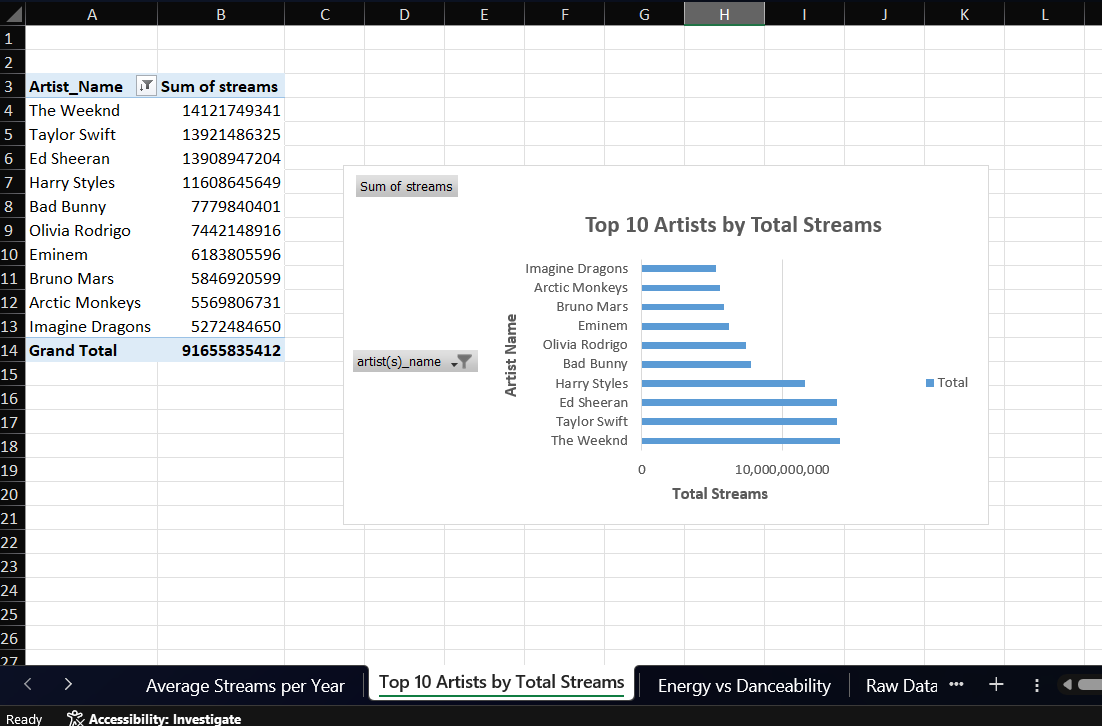 A B C D E F G H I J K L
1
2
3 Artist_Name Sum of streams
4 The Weeknd 14121749341
5 Taylor Swift 13921486325
6 Ed Sheeran 13908947204
7 Harry Styles 11608645649
8 Bad Bunny 7779840401
9 Olivia Rodrigo 7442148916
10 Eminem 6183805596
11 Bruno Mars 5846920599
12 Arctic Monkeys 5569806731
13 Imagine Dragons 5272484650
14 Grand Total 91655835412
15
16
17
18
19
20
21
22
23
24
25
26
27
Sum of streams
Top 10 Artists by Total Streams
artist(s)_name
Artist Name
Imagine Dragons
Arctic Monkeys
Bruno Mars
Eminem
Olivia Rodrigo
Bad Bunny
Harry Styles
Ed Sheeran
Taylor Swift
The Weeknd
Total
0 10,000,000,000
Total Streams
Average Streams per Year Top 10 Artists by Total Streams Energy vs Danceability Raw Data ···
Ready Accessibility: Investigate